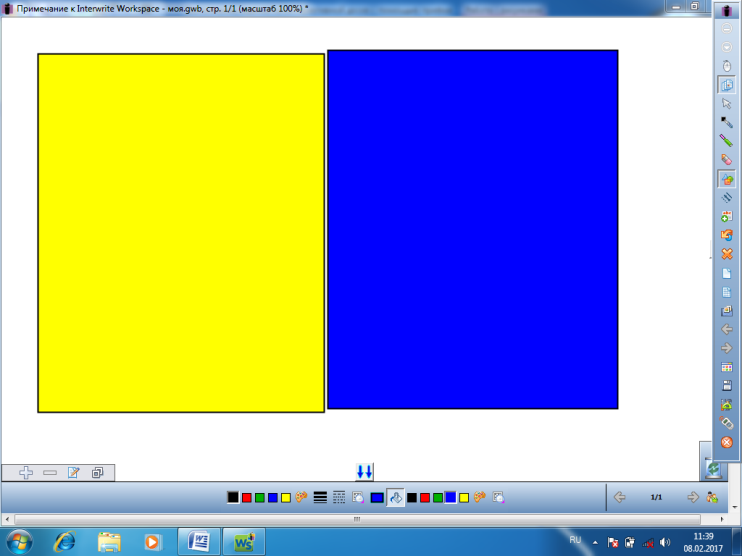 Примечание к Interwrite Workspace - моя.gwb, стр. 1/1 (масштаб 100%) *
1/1
RU
11:39
08.02.2017